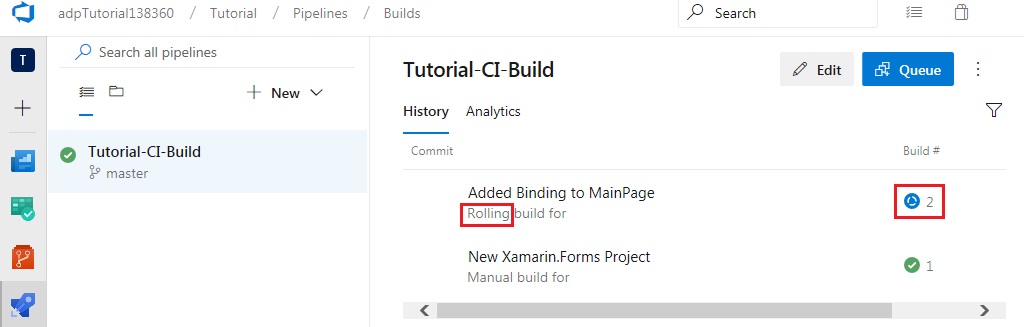 adpTutorial138360 / Tutorial / Pipelines / Builds
Search
T
Search all pipelines
New
Tutorial-CI-Build
master
Tutorial-CI-Build
Edit
Queue
History
Analytics
Commit
Build #
Added Binding to MainPage
Rolling build for
2
New Xamarin.Forms Project
Manual build for
1